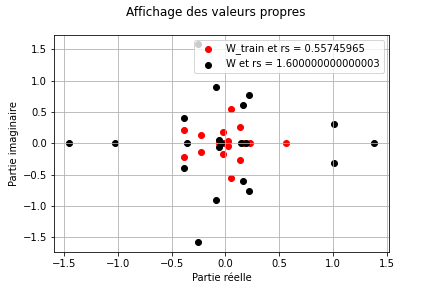 Affichage des valeurs propres
W_train et rs = 0.55745965
W et rs = 1.600000000000003
1.5
1.0
0.5
0.0
−0.5
−1.0
−1.5
Partie imaginaire
−1.5 −1.0 −0.5 0.0 0.5 1.0 1.5
Partie réelle